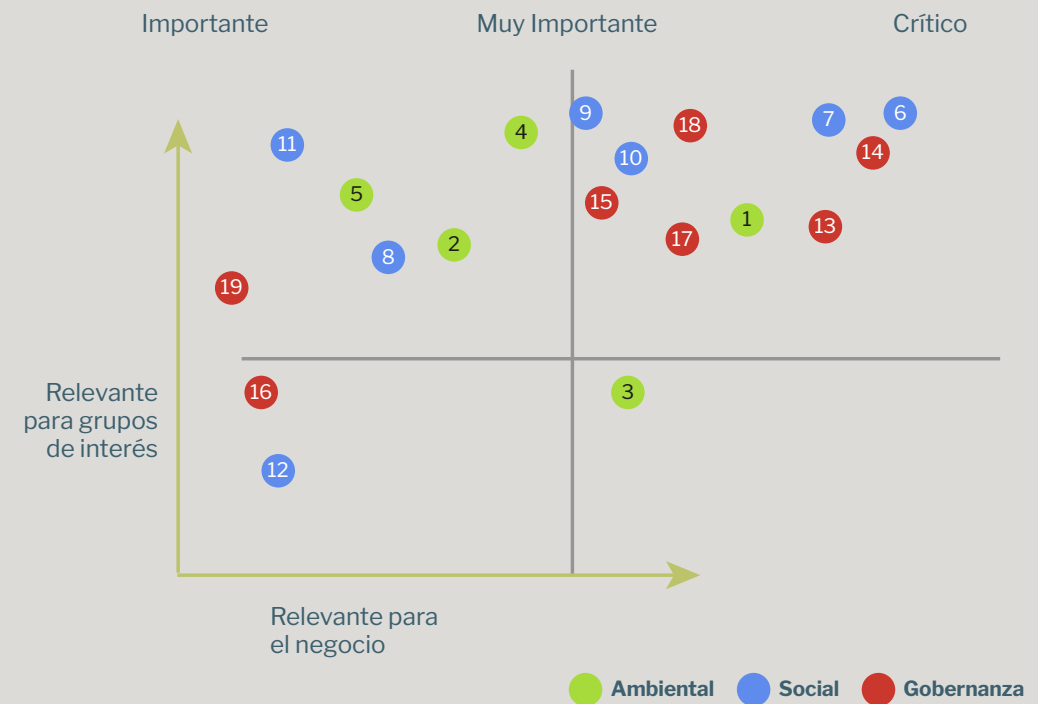 Importante
Muy Importante
Crítico
9
6
7
18
4
11
14
10
5
15
1
13
17
2
8
19
Relevante
para grupos
de interés
16
3
12
Relevante para
el negocio
Ambiental
Social
Gobernanza